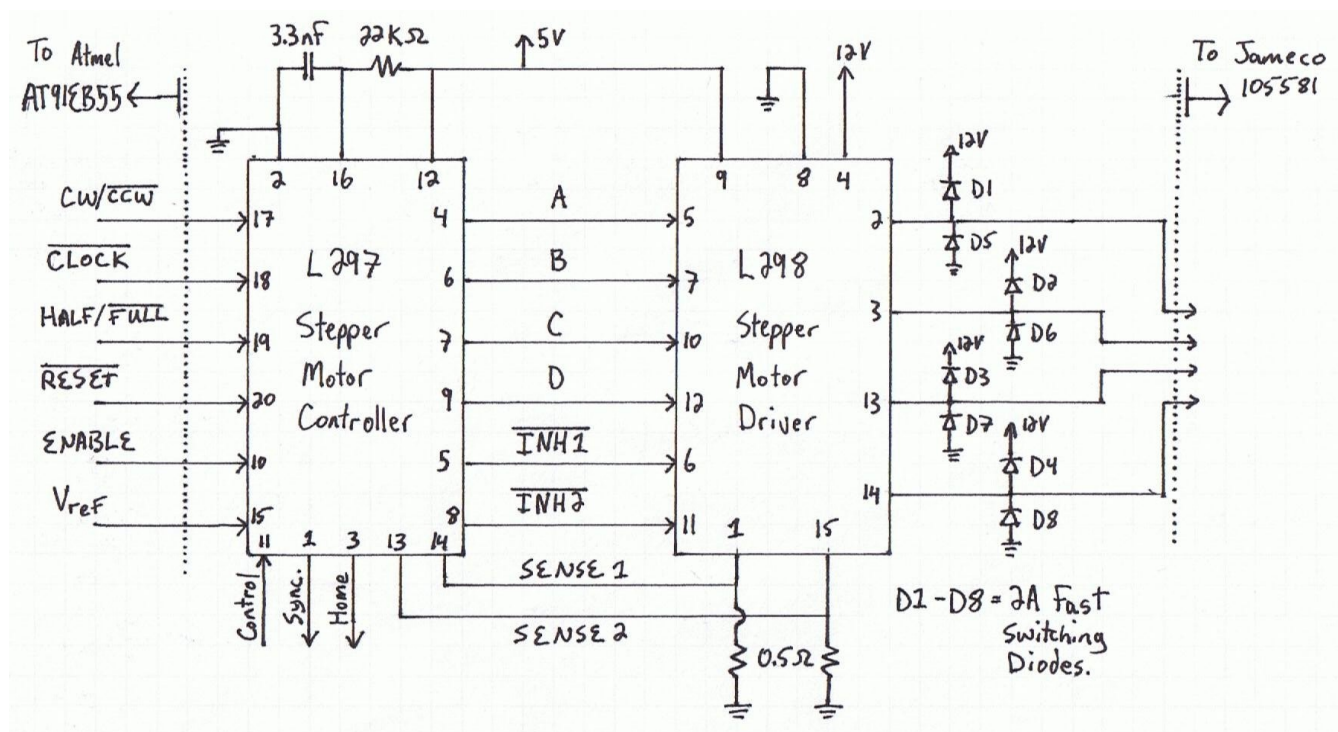 To Atmel
AT91EB55
3.3nF
22KΩ
5V
12V
To Jameco
105581
2
16
12
9
8
4
CW/CCW
17
4
A
5
2
12V
D1
D5
CLOCK
18
L297
6
B
7
L298
12V
D2
HALF/FULL
19
Stepper
7
C
10
Stepper
3
D6
RESET
20
Motor
9
D
12
Motor
13
12V
D3
D7
Controller
Driver
ENABLE
10
5
INH1
6
12V
D4
Vref
15
8
INH2
11
14
D8
11
1
3
13
14
1
15
Control
Sync.
Home
SENSE 1
SENSE 2
0.5Ω
D1-D8 = 2A Fast
Switching
Diodes.